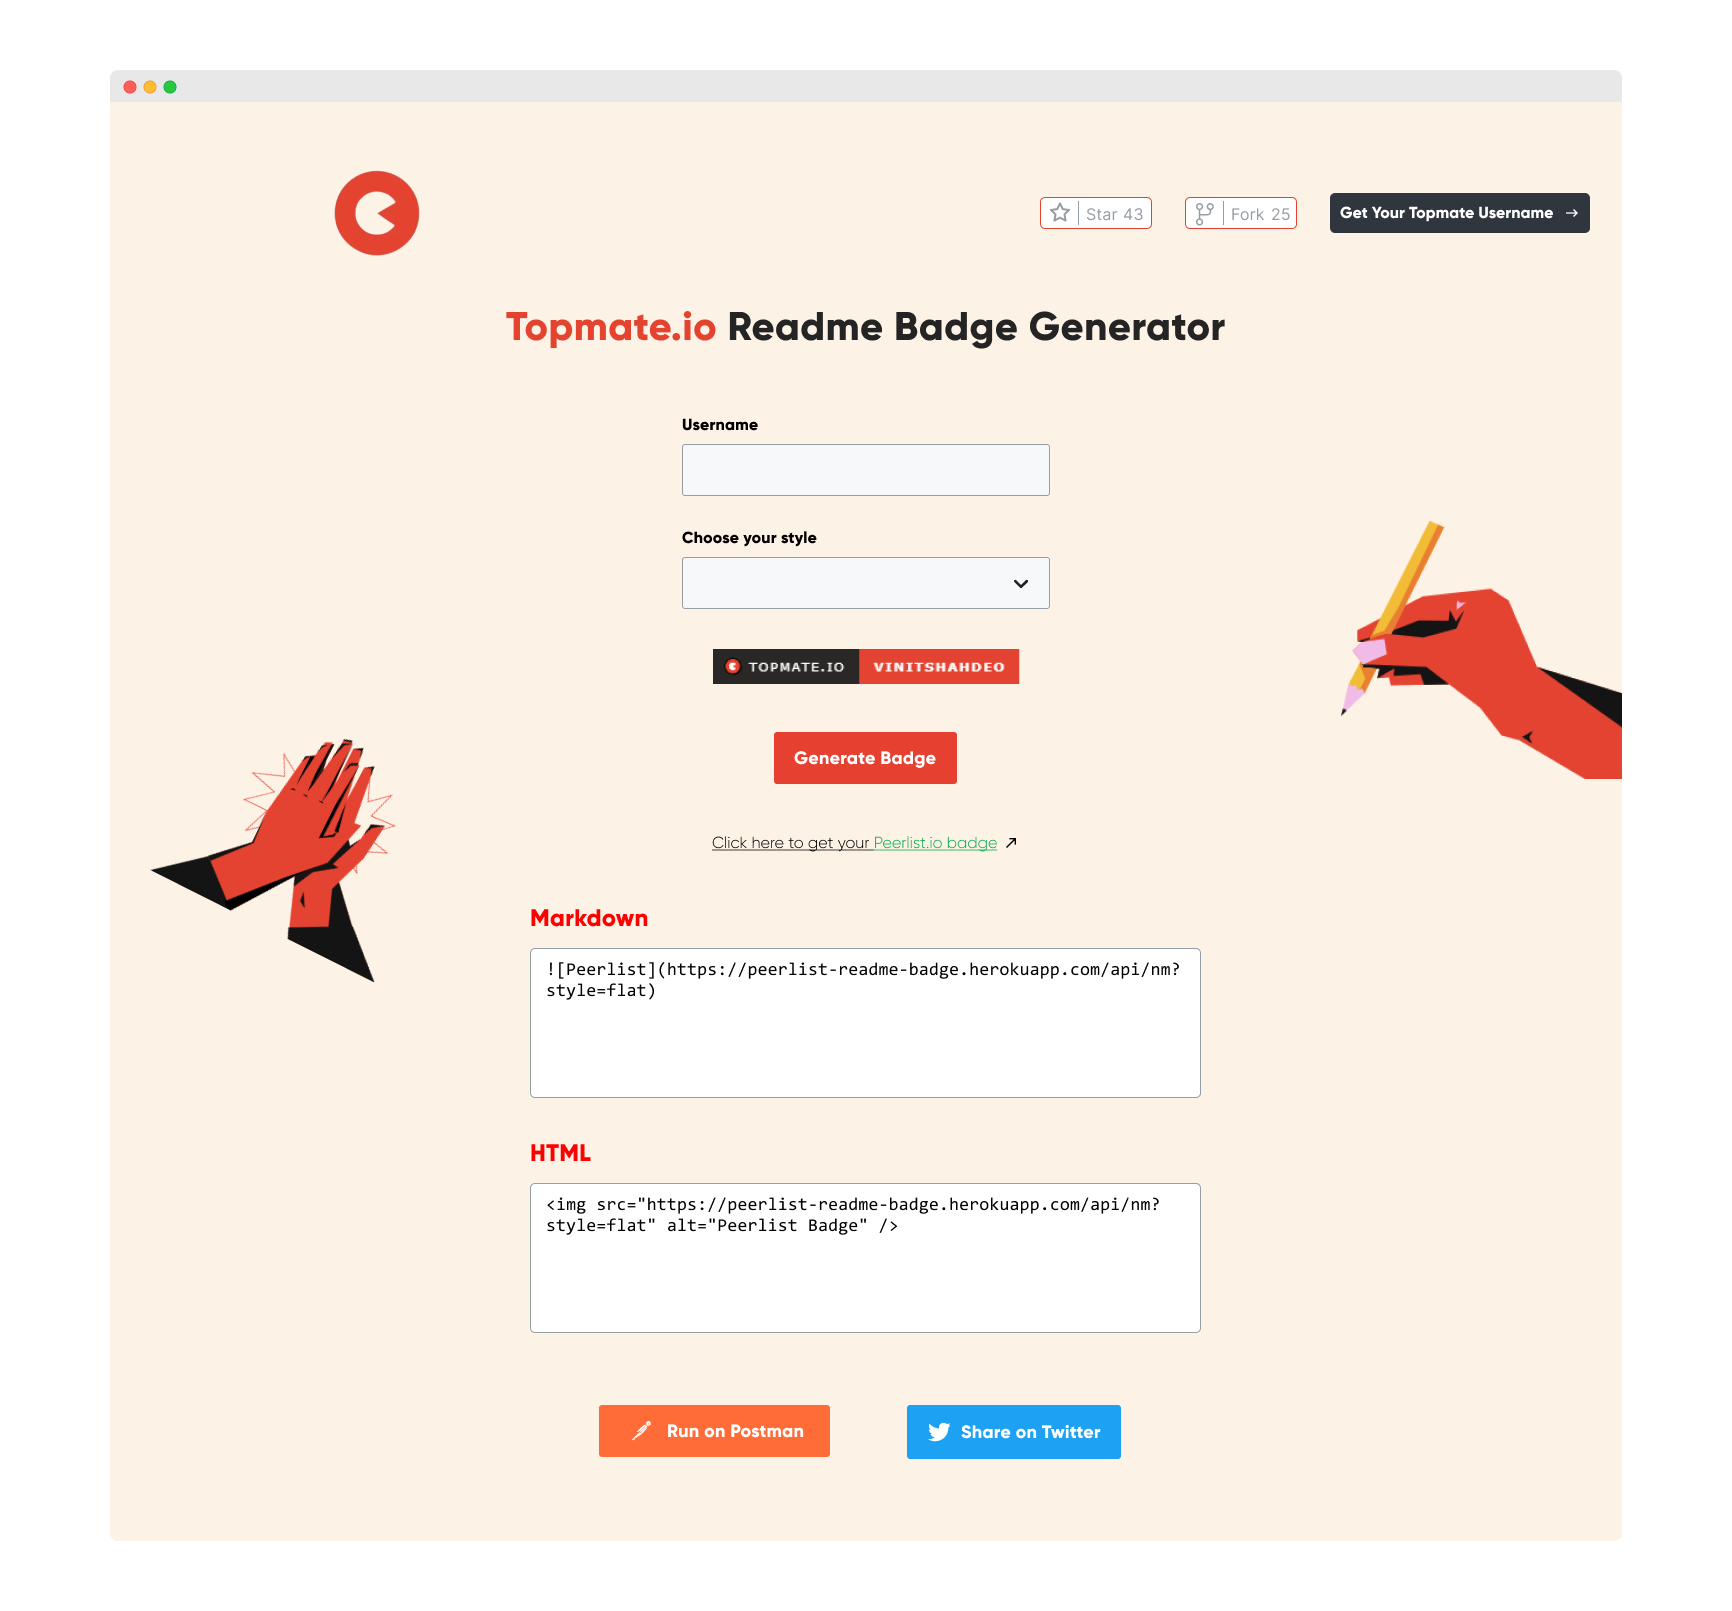 Star 43
Fork 25
Get Your Topmate Username →
Topmate.io Readme Badge Generator
Username
Choose your style
TOPMATE.IO VINITSHAHDEO
Generate Badge
Click here to get your Peerlist.io badge
Markdown
![Peerlist](https://peerlist-readme-badge.herokuapp.com/api/nm?
style=flat)
HTML
<img src="https://peerlist-readme-badge.herokuapp.com/api/nm?
style=flat" alt="Peerlist Badge" />
Run on Postman
Share on Twitter